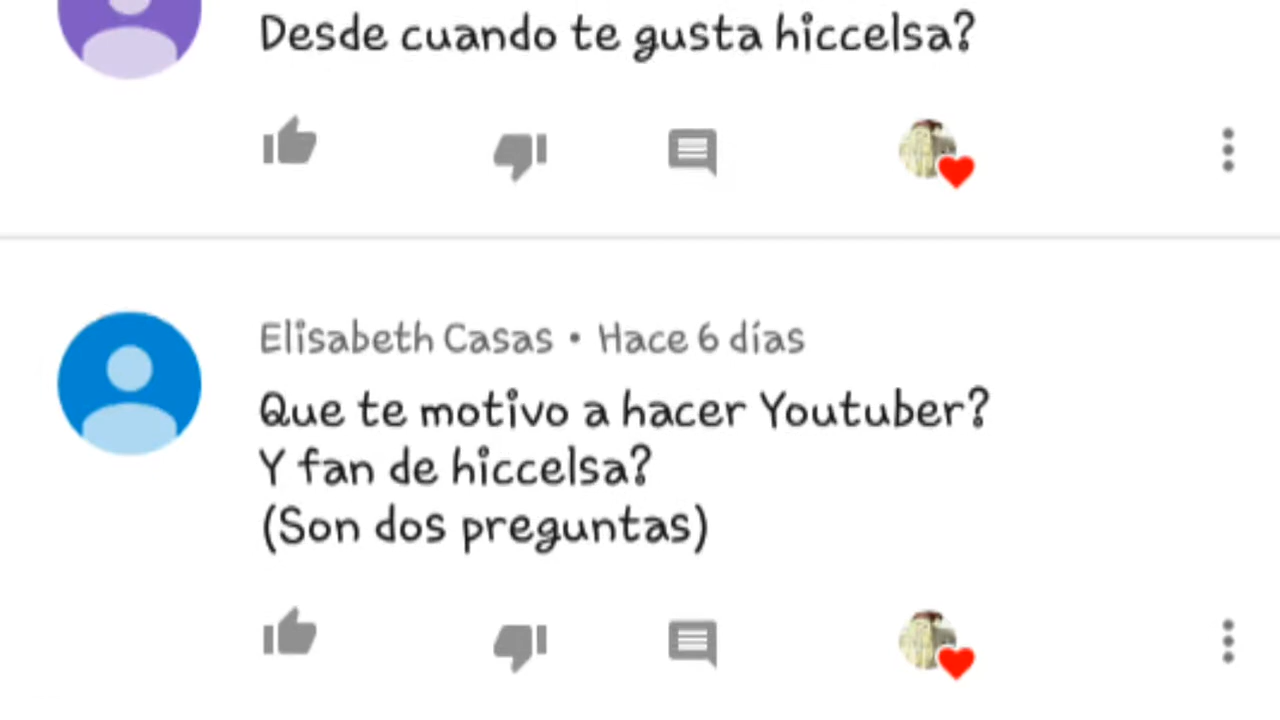 Desde cuando te gusta hiccelsa?
Elisabeth Casas • Hace 6 días
Que te motivo a hacer Youtuber?
Y fan de hiccelsa?
(Son dos preguntas)